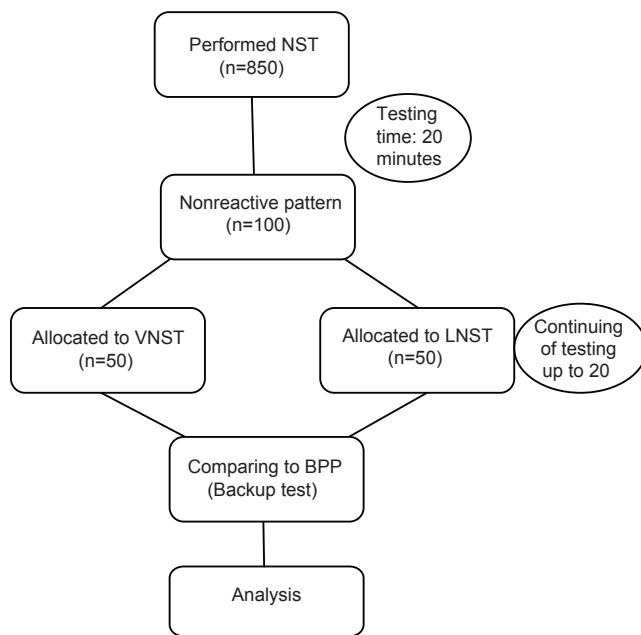 Performed NST
(n=850)
Testing
time: 20
minutes
Nonreactive pattern
(n=100)
Allocated to VNST
(n=50)
Allocated to LNST
(n=50)
Continuing
of testing
up to 20
Comparing to BPP
(Backup test)
Analysis